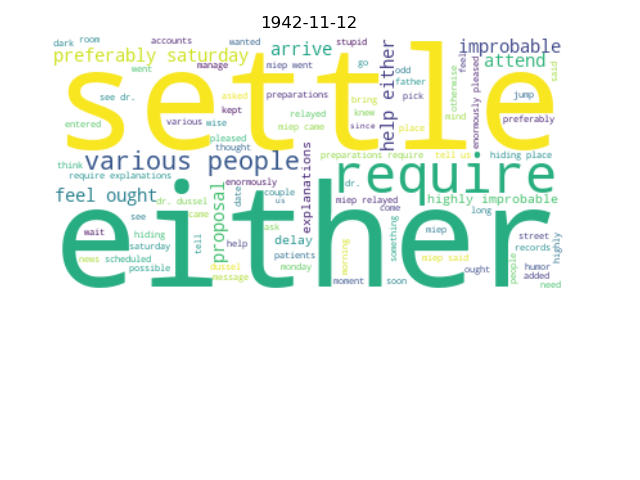 1942-11-12
dark room accounts wanted stupid improbable
preferably saturday arrive help either attend
went manage miep went go odd feel said
settle
see dr. asked preparations bring father pick otherwise enormously pleased jump
entered various wise kept relayed knew since place mind preferably
pleased thought
various people explanations preparations require tell us hiding place
think require explanations miep came require
enormously dr.
feel ought dr. dussel proposal date couple us miep relayed highly improbable
came come long
either
see ask something miep street highly
wait hiding tell help delay records
saturday patients morning
news scheduled dussel monday miep said people humor
possible message moment soon ought added need